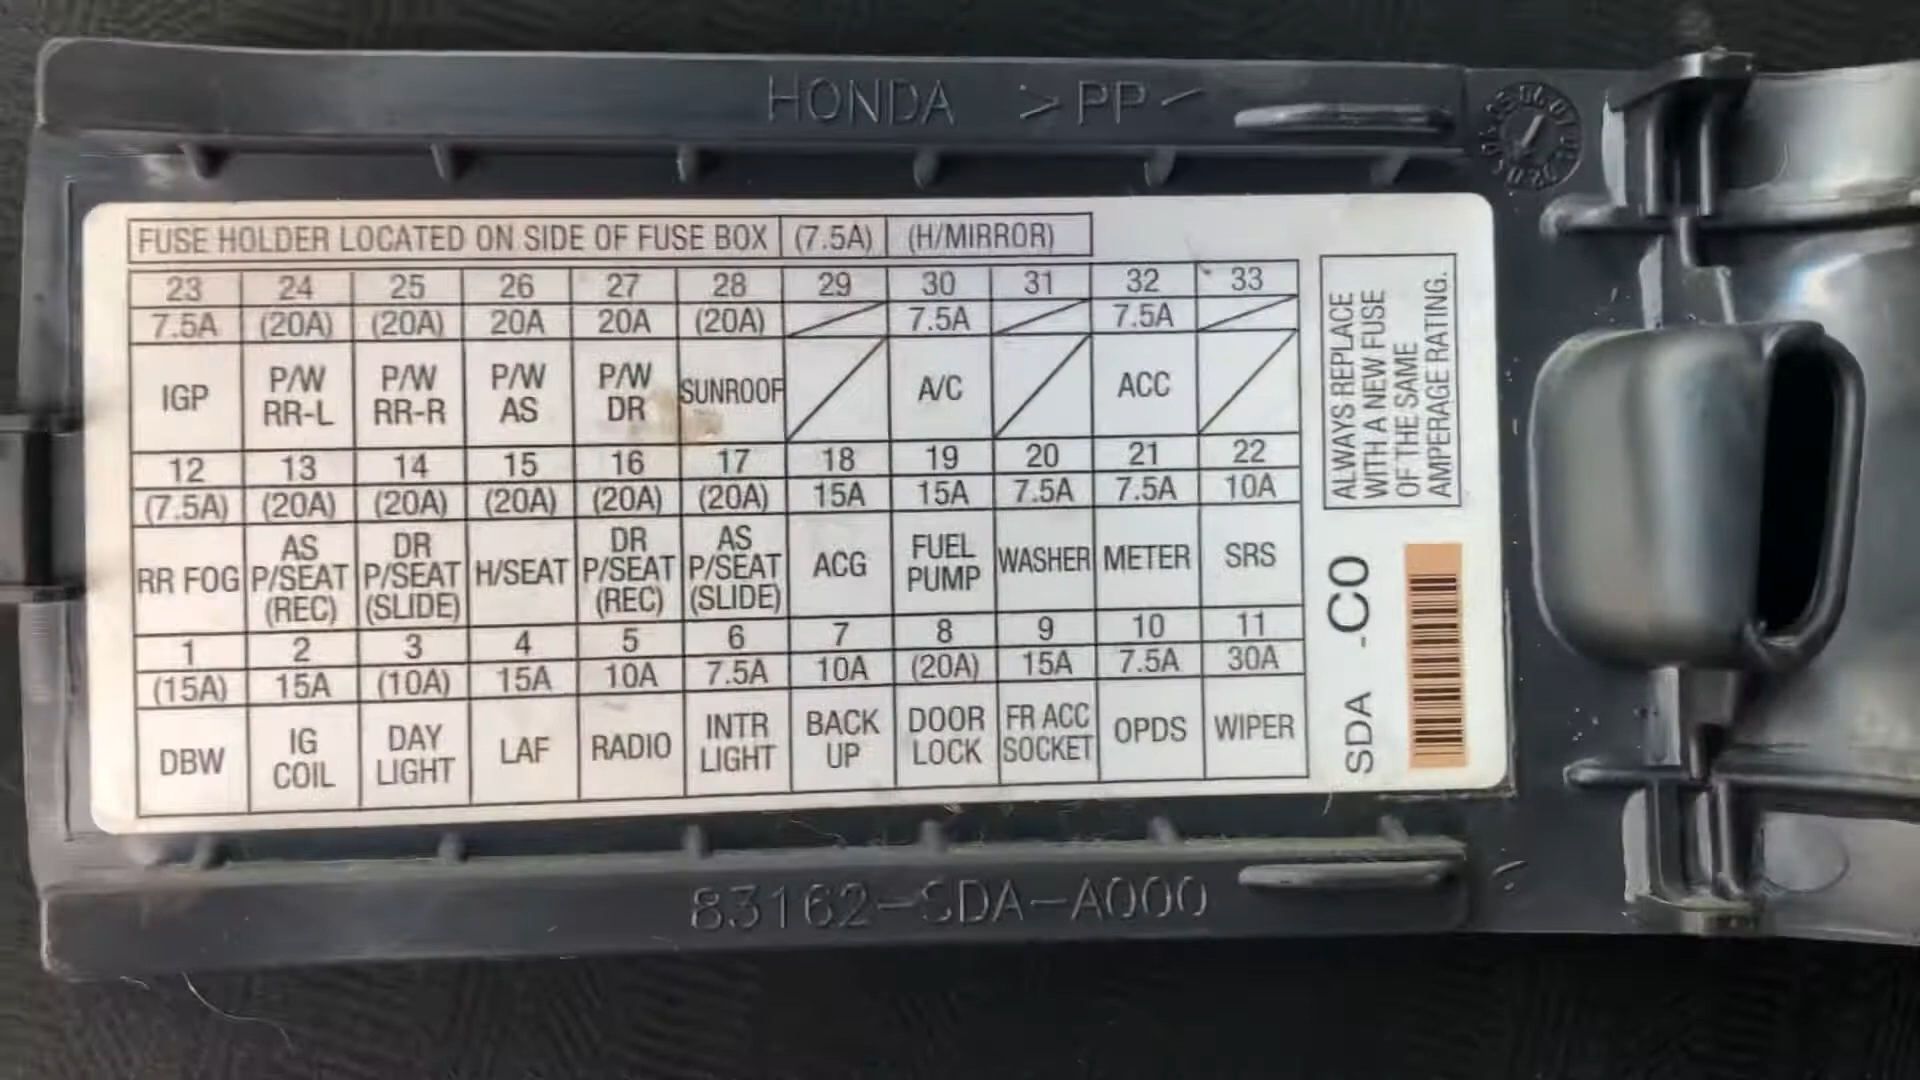 HONDA >PP<
FUSE HOLDER LOCATED ON SIDE OF FUSE BOX (7.5A) (H/MIRROR)
23 24 25 26 27 28 29 30 31 32 33
7.5A (20A) (20A) 20A 20A (20A) 7.5A 7.5A
IGP P/W RR-L P/W RR-R P/W AS P/W DR SUNROOF A/C ACC
12 13 14 15 16 17 18 19 20 21 22
(7.5A) (20A) (20A) (20A) (20A) (20A) 15A 15A 7.5A 7.5A 10A
RR FOG AS P/SEAT (REC) DR P/SEAT (SLIDE) H/SEAT DR P/SEAT (REC) AS P/SEAT (SLIDE) ACG FUEL PUMP WASHER METER SRS
1 2 3 4 5 6 7 8 9 10 11
(15A) 15A (10A) 15A 10A 7.5A 10A (20A) 15A 7.5A 30A
DBW IG COIL DAY LIGHT LAF RADIO INTR LIGHT BACK UP DOOR LOCK FR ACC SOCKET OPDS WIPER
ALWAYS REPLACE
WITH A NEW FUSE
OF THE SAME
AMPERAGE RATING.
SDA -C0
83162-SDA-A000